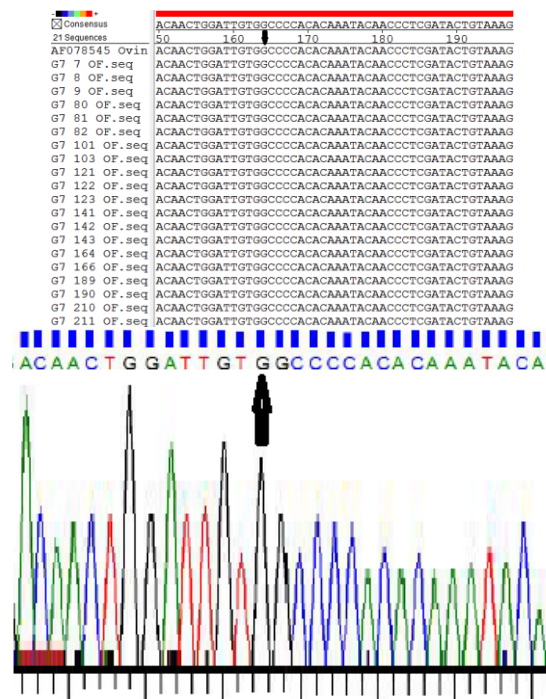 - +
Consensus ACAACTGGATTGTGGCCCCACACAAATACAACCCTCGATACTGTAAAG
21 Sequences 50 160 170 180 190
AF078545 Ovin ACAACTGGATTGTGGCCCCACACAAATACAACCCTCGATACTGTAAAG
G7 7 OF.seq ACAACTGGATTGTGGCCCCACACAAATACAACCCTCGATACTGTAAAG
G7 8 OF.seq ACAACTGGATTGTGGCCCCACACAAATACAACCCTCGATACTGTAAAG
G7 9 OF.seq ACAACTGGATTGTGGCCCCACACAAATACAACCCTCGATACTGTAAAG
G7 80 OF.seq ACAACTGGATTGTGGCCCCACACAAATACAACCCTCGATACTGTAAAG
G7 81 OF.seq ACAACTGGATTGTGGCCCCACACAAATACAACCCTCGATACTGTAAAG
G7 82 OF.seq ACAACTGGATTGTGGCCCCACACAAATACAACCCTCGATACTGTAAAG
G7 101 OF.seq ACAACTGGATTGTGGCCCCACACAAATACAACCCTCGATACTGTAAAG
G7 103 OF.seq ACAACTGGATTGTGGCCCCACACAAATACAACCCTCGATACTGTAAAG
G7 121 OF.seq ACAACTGGATTGTGGCCCCACACAAATACAACCCTCGATACTGTAAAG
G7 122 OF.seq ACAACTGGATTGTGGCCCCACACAAATACAACCCTCGATACTGTAAAG
G7 123 OF.seq ACAACTGGATTGTGGCCCCACACAAATACAACCCTCGATACTGTAAAG
G7 141 OF.seq ACAACTGGATTGTGGCCCCACACAAATACAACCCTCGATACTGTAAAG
G7 142 OF.seq ACAACTGGATTGTGGCCCCACACAAATACAACCCTCGATACTGTAAAG
G7 143 OF.seq ACAACTGGATTGTGGCCCCACACAAATACAACCCTCGATACTGTAAAG
G7 164 OF.seq ACAACTGGATTGTGGCCCCACACAAATACAACCCTCGATACTGTAAAG
G7 166 OF.seq ACAACTGGATTGTGGCCCCACACAAATACAACCCTCGATACTGTAAAG
G7 189 OF.seq ACAACTGGATTGTGGCCCCACACAAATACAACCCTCGATACTGTAAAG
G7 190 OF.seq ACAACTGGATTGTGGCCCCACACAAATACAACCCTCGATACTGTAAAG
G7 210 OF.seq ACAACTGGATTGTGGCCCCACACAAATACAACCCTCGATACTGTAAAG
G7 211 OF.seq ACAACTGGATTGTGGCCCCACACAAATACAACCCTCGATACTGTAAAG
ACAACTGGATTGTGGCCCCACACAAATACA